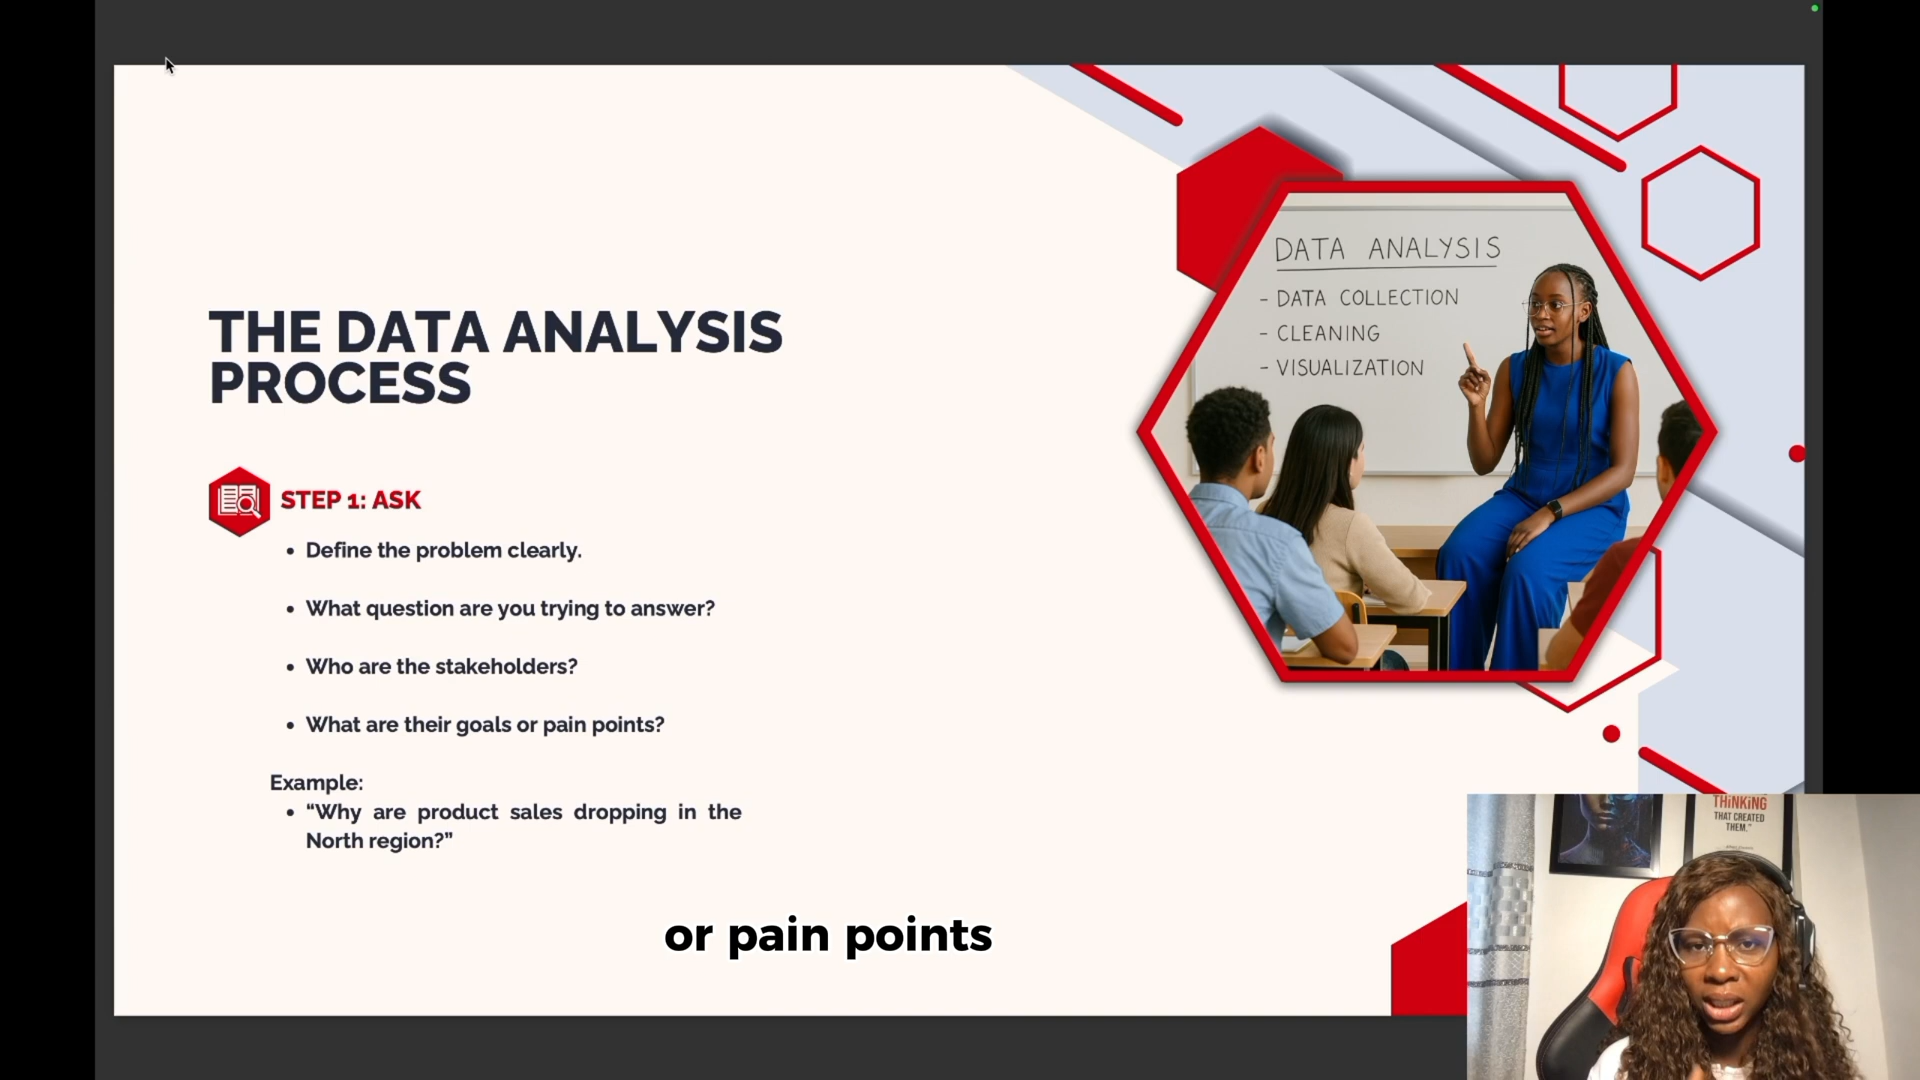 THE DATA ANALYSIS
PROCESS
STEP 1: ASK
• Define the problem clearly.
• What question are you trying to answer?
• Who are the stakeholders?
• What are their goals or pain points?
Example:
• “Why are product sales dropping in the
North region?”
DATA ANALYSIS
- DATA COLLECTION
- CLEANING
- VISUALIZATION
or pain points
THiNKiNG
THAT CREATED
THEM.”